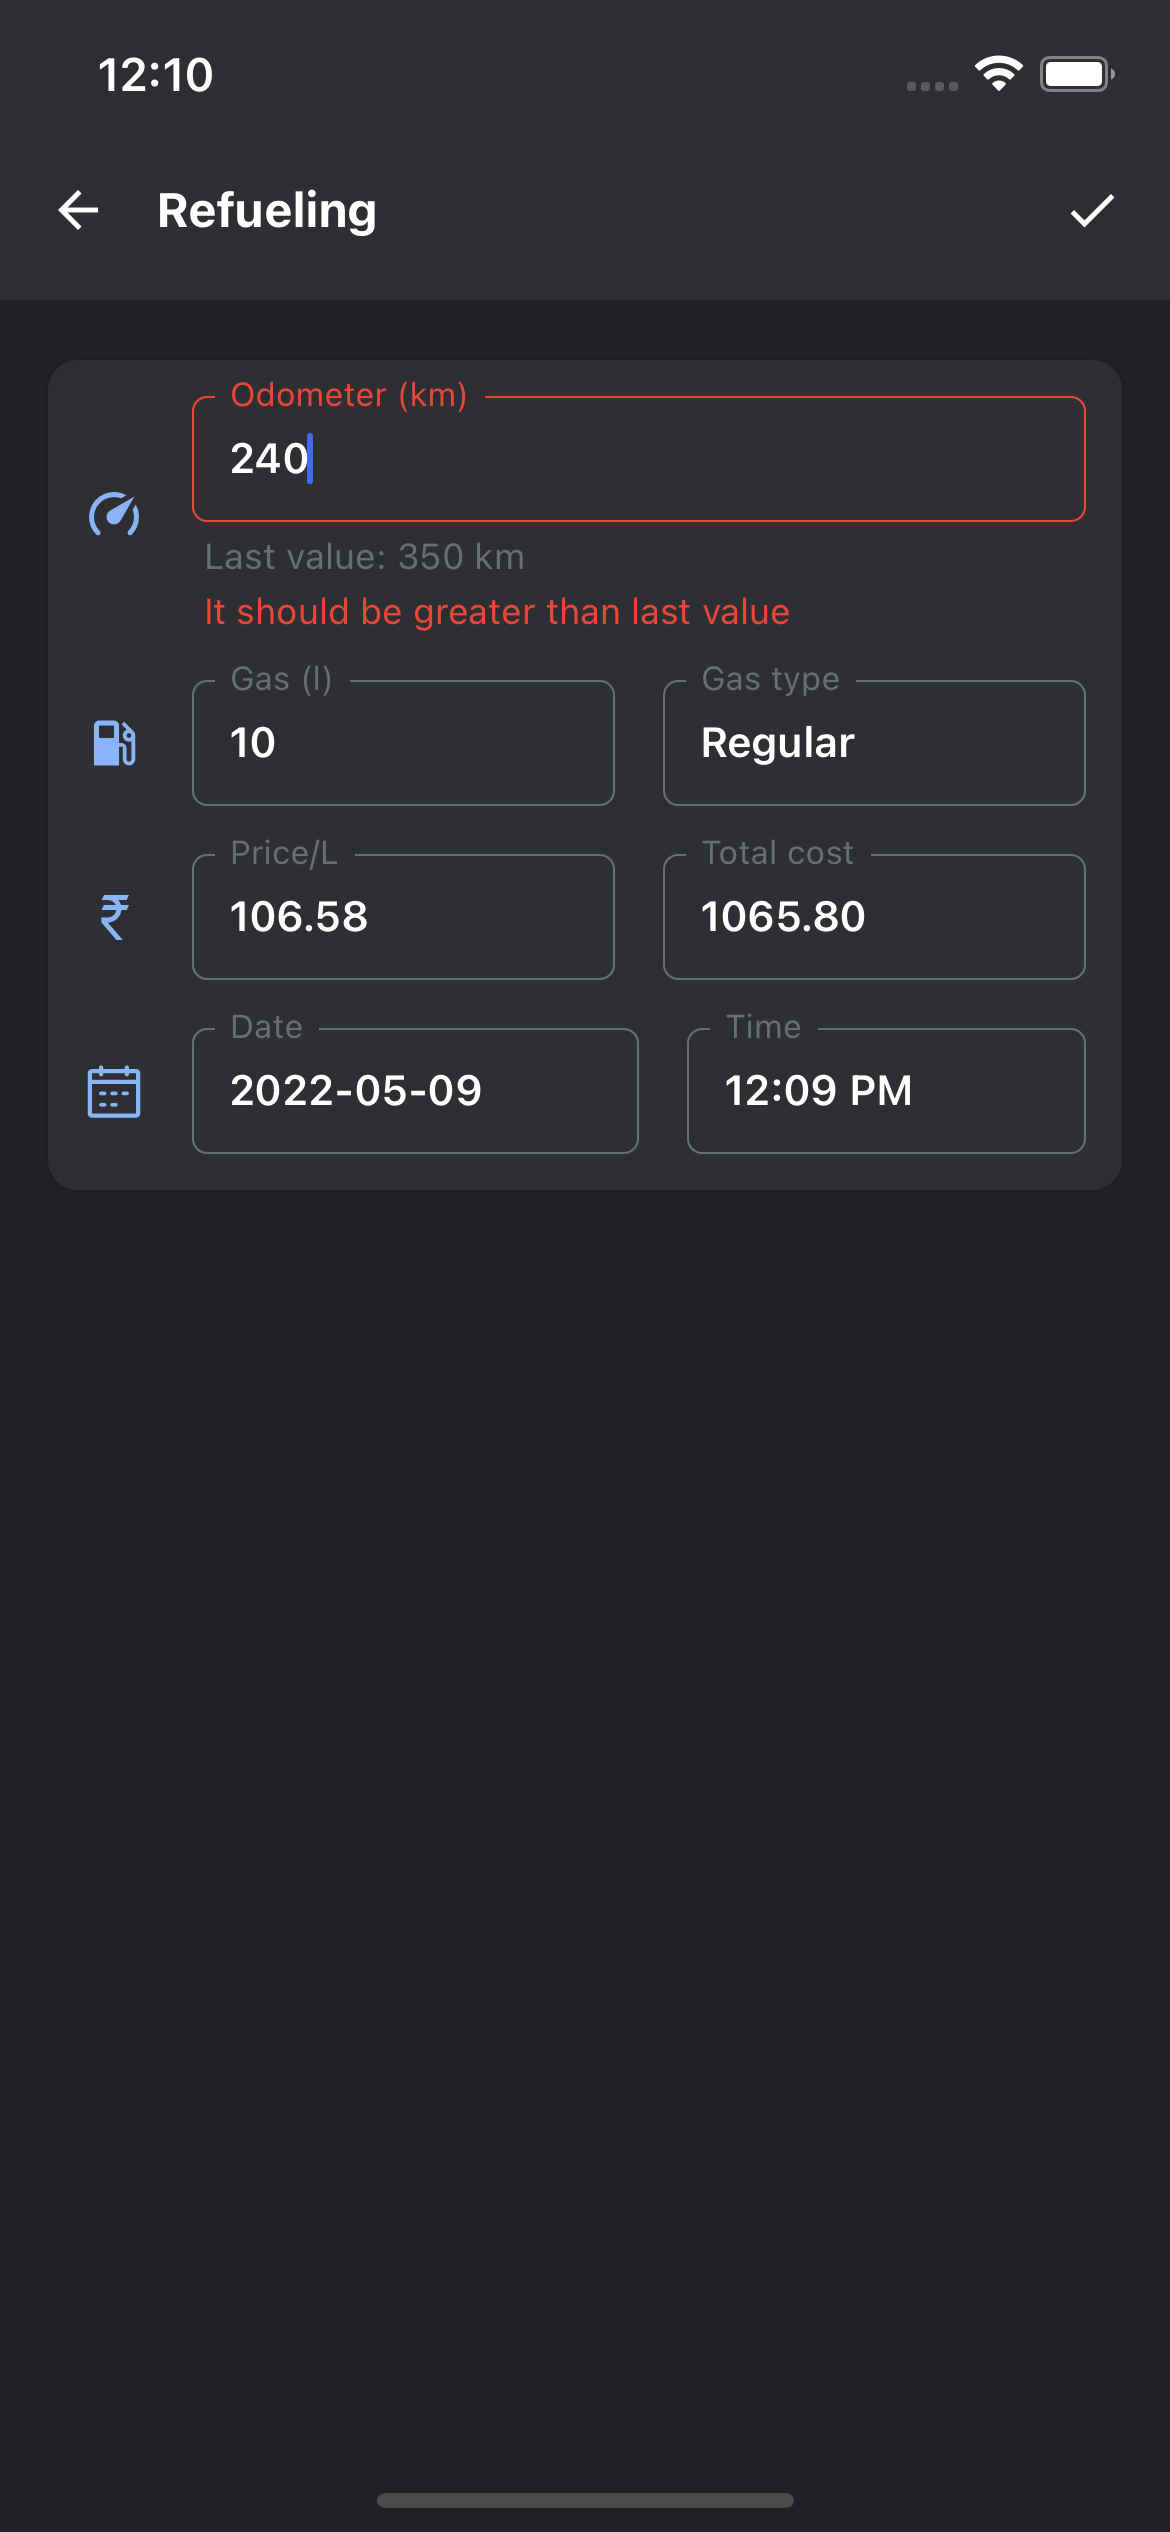 12:10
Refueling
Odometer (km)
240
Last value: 350 km
It should be greater than last value
Gas (l)
Gas type
10
Regular
Price/L
Total cost
106.58
1065.80
Date
Time
2022-05-09
12:09 PM